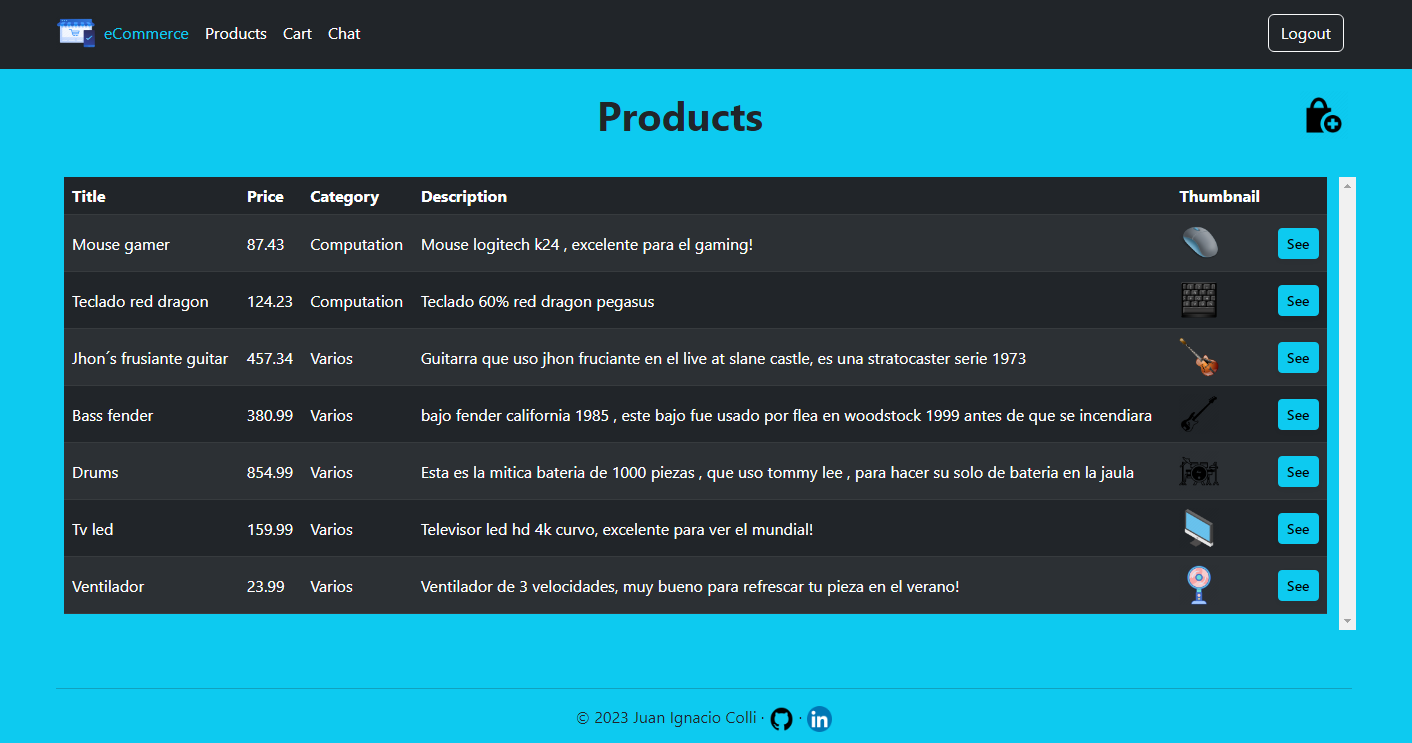 eCommerce Products Cart Chat Logout
Products
Title Price Category Description Thumbnail
Mouse gamer 87.43 Computation Mouse logitech k24 , excelente para el gaming! See
Teclado red dragon 124.23 Computation Teclado 60% red dragon pegasus See
Jhon´s frusiante guitar 457.34 Varios Guitarra que uso jhon fruciante en el live at slane castle, es una stratocaster serie 1973 See
Bass fender 380.99 Varios bajo fender california 1985 , este bajo fue usado por flea en woodstock 1999 antes de que se incendiara See
Drums 854.99 Varios Esta es la mitica bateria de 1000 piezas , que uso tommy lee , para hacer su solo de bateria en la jaula See
Tv led 159.99 Varios Televisor led hd 4k curvo, excelente para ver el mundial! See
Ventilador 23.99 Varios Ventilador de 3 velocidades, muy bueno para refrescar tu pieza en el verano! See
© 2023 Juan Ignacio Colli · · in